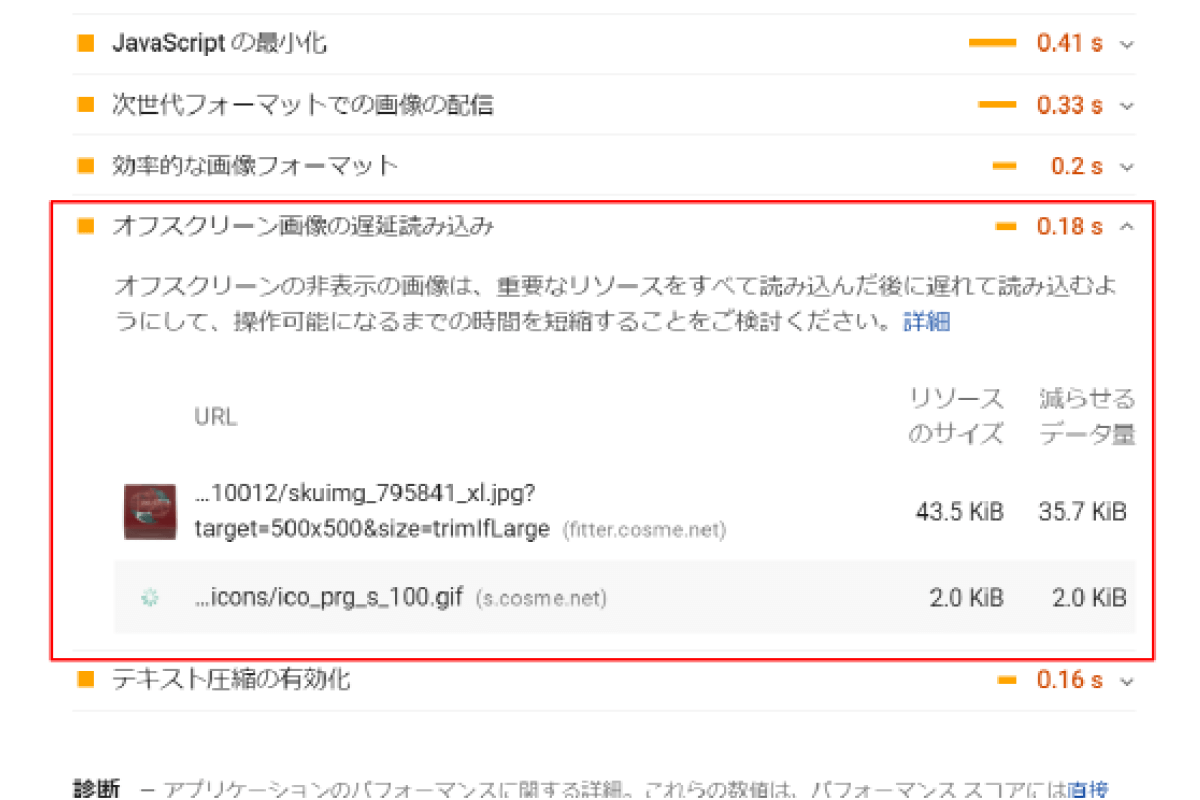 JavaScript の最小化 0.41 s
次世代フォーマットでの画像の配信 0.33 s
効率的な画像フォーマット 0.2 s
オフスクリーン画像の遅延読み込み 0.18 s
オフスクリーンの非表示の画像は、重要なリソースをすべて読み込んだ後に遅れて読み込むよ
うにして、操作可能になるまでの時間を短縮することをご検討ください。詳細
URL
リソース
のサイズ
減らせる
データ量
...10012/skuimg_795841_xl.jpg?
target=500x500&size=trimIfLarge (fitter.cosme.net)
43.5 KiB 35.7 KiB
...icons/ico_prg_s_100.gif (s.cosme.net) 2.0 KiB 2.0 KiB
テキスト圧縮の有効化 0.16 s
診断 – アプリケーションのパフォーマンスに関する詳細。これらの数値は、パフォーマンス スコアには直接